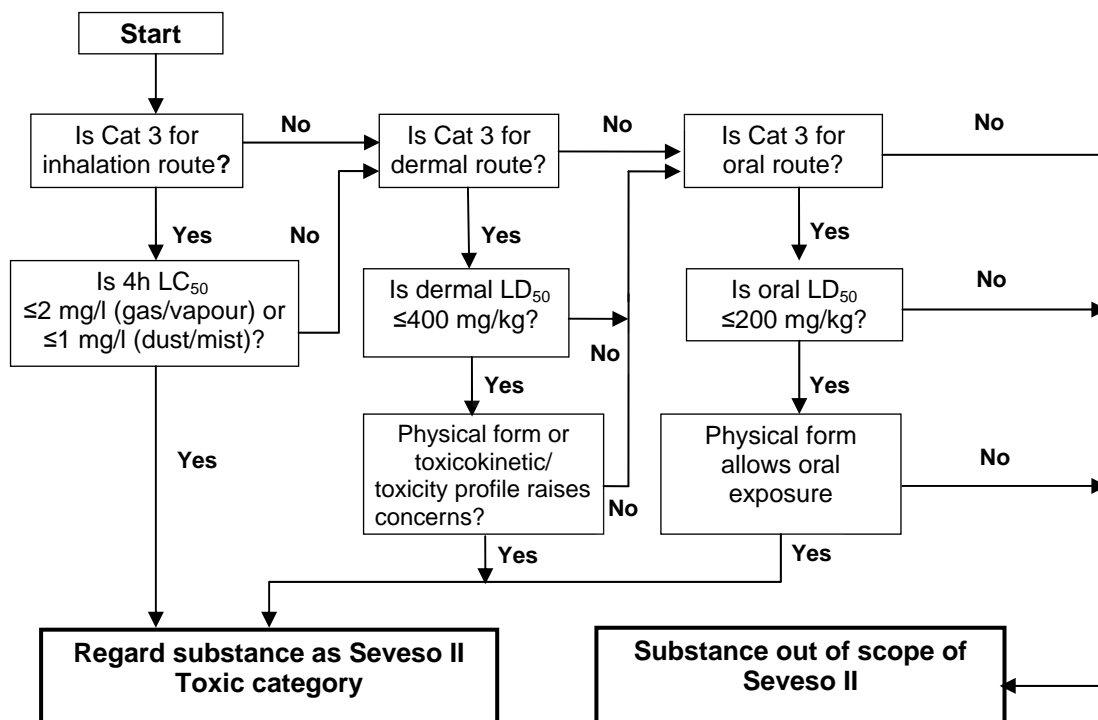 Start
Is Cat 3 for
inhalation route?
No
Is Cat 3 for
dermal route?
No
Is Cat 3 for
oral route?
No
Yes
No
Yes
Yes
Is 4h LC₅₀
≤2 mg/l (gas/vapour) or
≤1 mg/l (dust/mist)?
Is dermal LD₅₀
≤400 mg/kg?
No
Is oral LD₅₀
≤200 mg/kg?
No
Yes
Yes
Yes
Physical form or
toxicokinetic/
toxicity profile raises
concerns?
No
Physical form
allows oral
exposure
No
Yes
Yes
Regard substance as Seveso II
Toxic category
Substance out of scope of
Seveso II